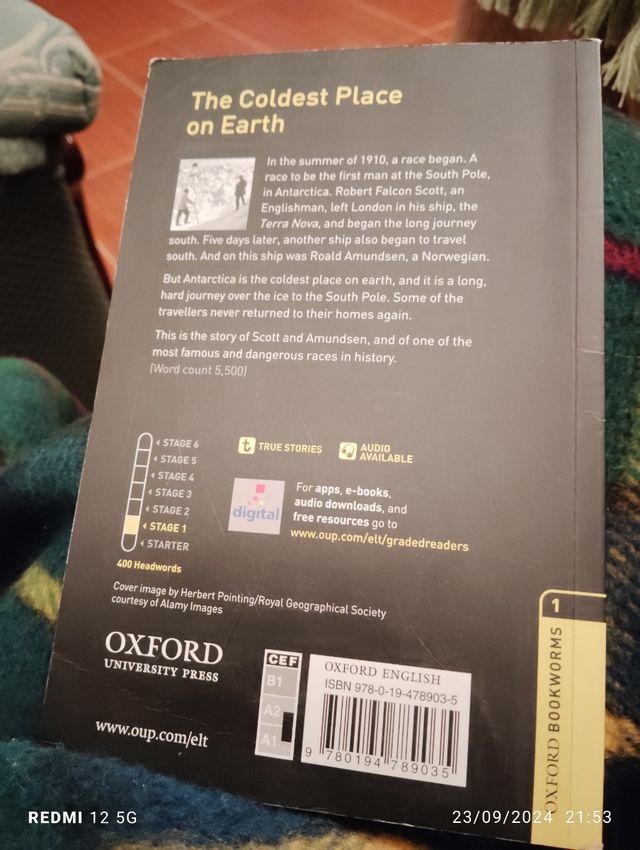 The Coldest Place
on Earth
In the summer of 1910, a race began. A
race to be the first man at the South Pole,
in Antarctica. Robert Falcon Scott, an
Englishman, left London in his ship, the
Terra Nova, and began the long journey
south. Five days later, another ship also began to travel
south. And on this ship was Roald Amundsen, a Norwegian.
But Antarctica is the coldest place on earth, and it is a long,
hard journey over the ice to the South Pole. Some of the
travellers never returned to their homes again.
This is the story of Scott and Amundsen, and of one of the
most famous and dangerous races in history.
(Word count 5,500)
STAGE 6
STAGE 5
STAGE 4
STAGE 3
STAGE 2
STAGE 1
STARTER
400 Headwords
t TRUE STORIES
AUDIO
AVAILABLE
digital
For apps, e-books,
audio downloads, and
free resources go to
www.oup.com/elt/gradedreaders
Cover image by Herbert Pointing/Royal Geographical Society
courtesy of Alamy Images
OXFORD
UNIVERSITY PRESS
www.oup.com/elt
CEF
B1
A2
A1
OXFORD ENGLISH
ISBN 978-0-19-478903-5
9 780194 789035
1
OXFORD BOOKWORMS
REDMI 12 5G
23/09/2024 21:53